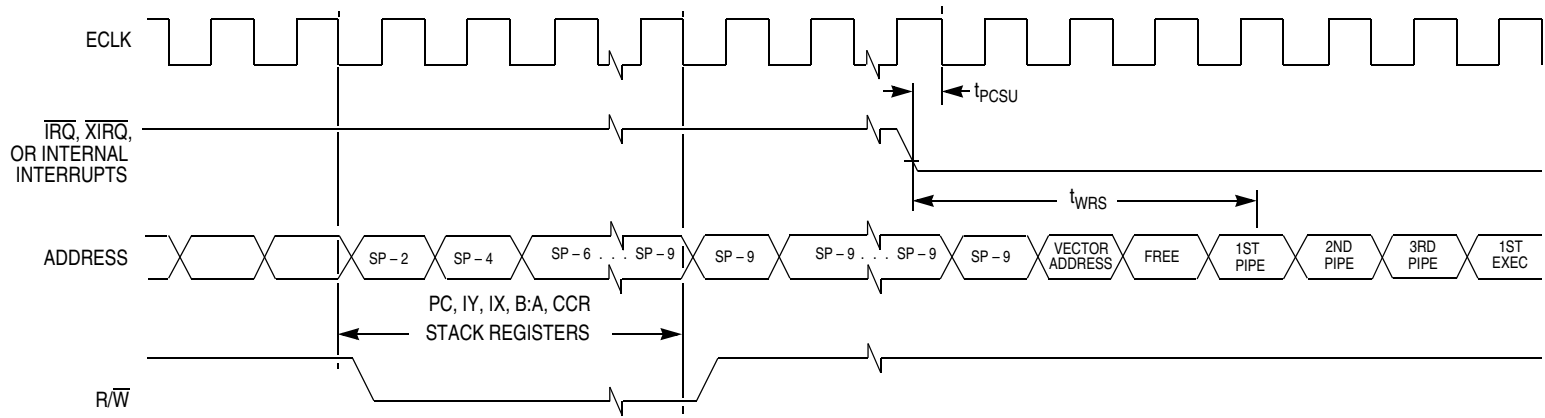 ECLK
tPCSU
IRQ, XIRQ,
OR INTERNAL
INTERRUPTS
tWRS
ADDRESS
SP – 2
SP – 4
SP – 6 . . . SP – 9
SP – 9
SP – 9 . . . SP – 9
SP – 9
VECTOR
ADDRESS
FREE
1ST
PIPE
2ND
PIPE
3RD
PIPE
1ST
EXEC
PC, IY, IX, B:A, CCR
STACK REGISTERS
R/W